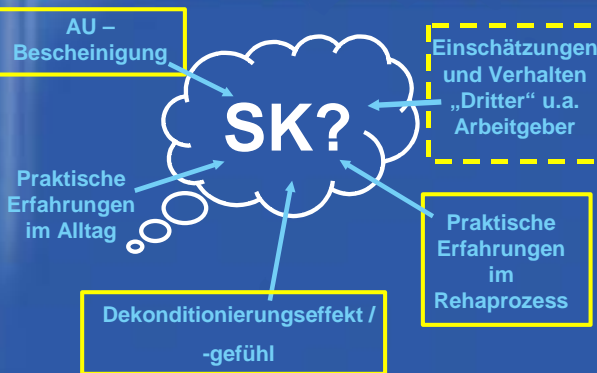 AU –
Bescheinigung
Einschätzungen
und Verhalten
„Dritter“ u.a.
Arbeitgeber
SK?
Praktische
Erfahrungen
im Alltag
Praktische
Erfahrungen
im
Rehaprozess
Dekonditionierungseffekt /
-gefühl